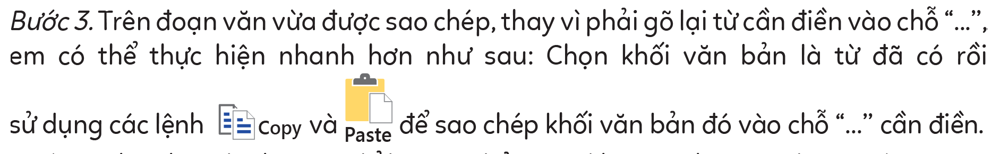 Bước 3. Trên đoạn văn vừa được sao chép, thay vì phải gõ lại từ cần điền vào chỗ “...”,
em có thể thực hiện nhanh hơn như sau: Chọn khối văn bản là từ đã có rồi
sử dụng các lệnh Copy và Paste để sao chép khối văn bản đó vào chỗ “...” cần điền.